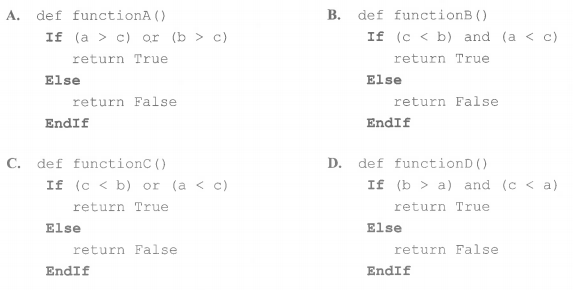 A. def functionA()
If (a > c) or (b > c)
return True
Else
return False
EndIf
B. def functionB()
If (c < b) and (a < c)
return True
Else
return False
EndIf
C. def functionC()
If (c < b) or (a < c)
return True
Else
return False
EndIf
D. def functionD()
If (b > a) and (c < a)
return True
Else
return False
EndIf